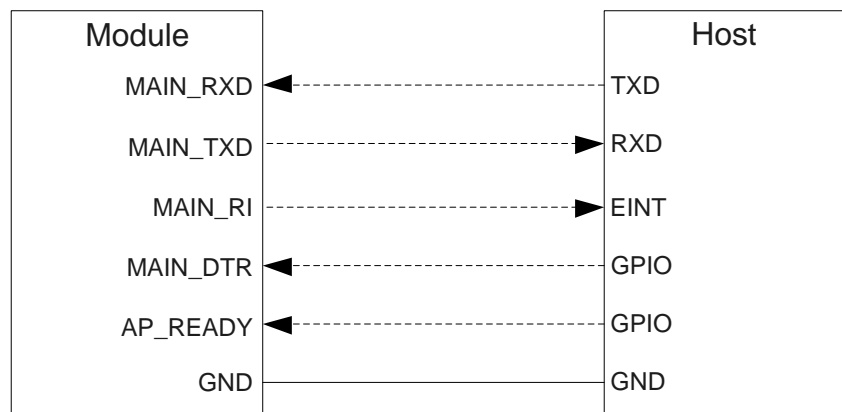 Module Host
MAIN_RXD TXD
MAIN_TXD RXD
MAIN_RI EINT
MAIN_DTR GPIO
AP_READY GPIO
GND GND